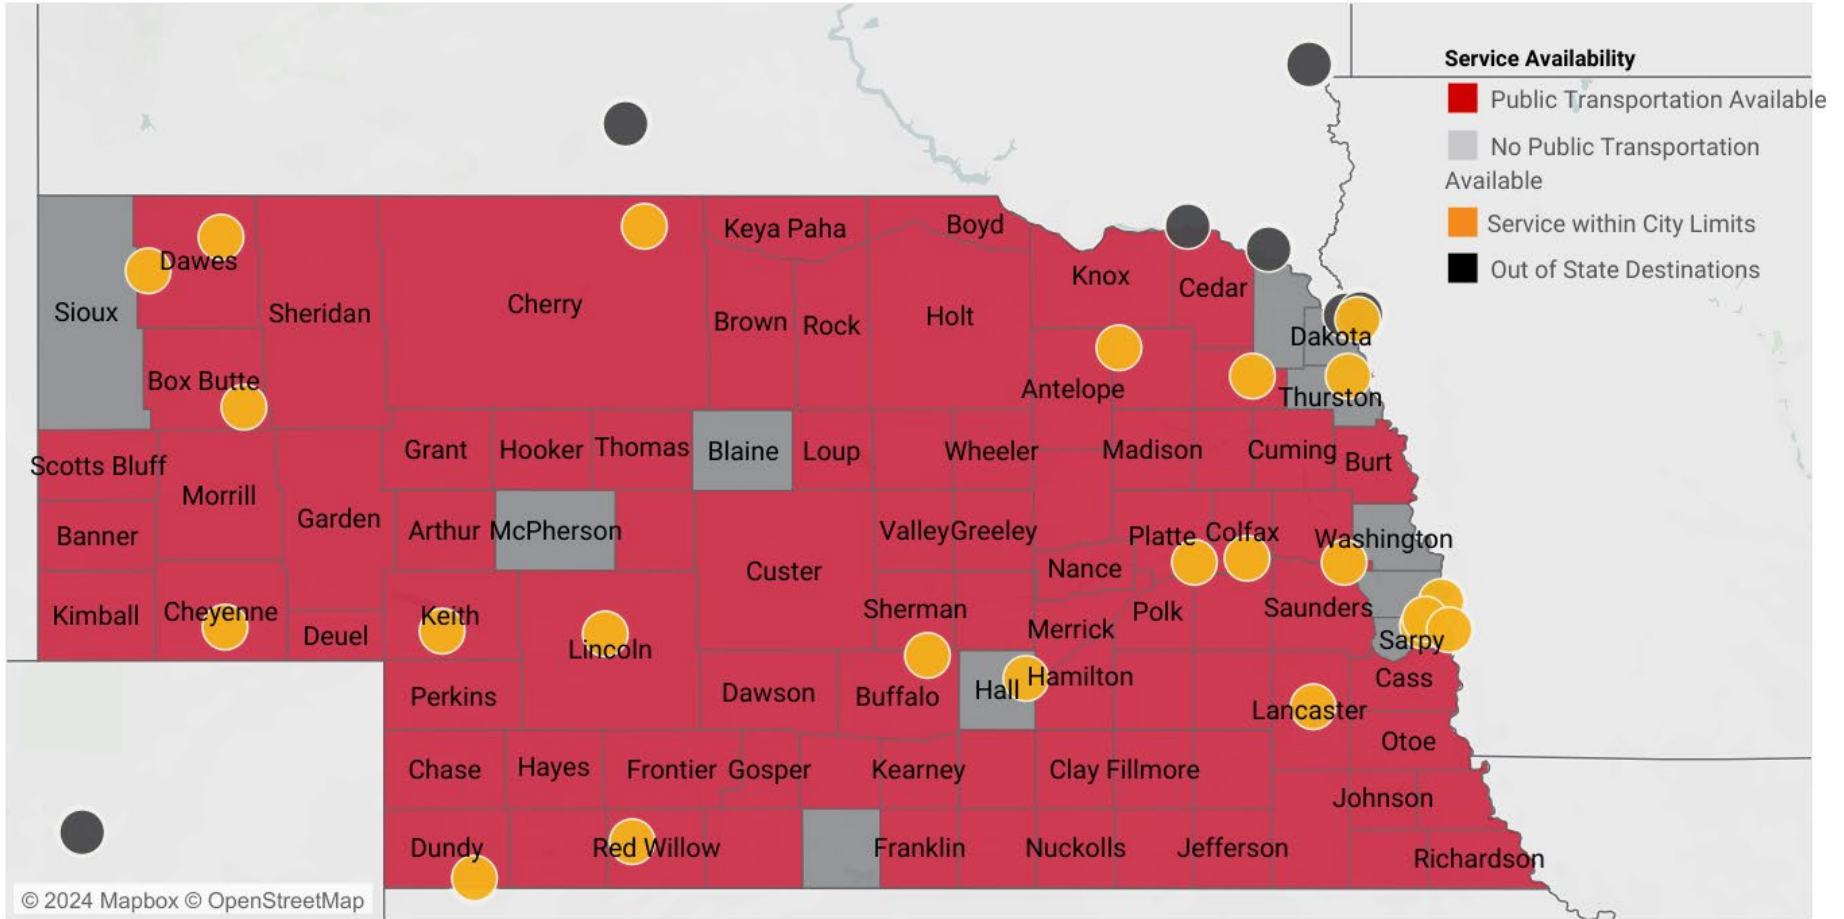 Service Availability
Public Transportation Available
No Public Transportation
Available
Service within City Limits
Out of State Destinations
Keya Paha
Boyd
Dawes
Knox
Cedar
Sioux
Sheridan
Cherry
Brown
Rock
Holt
Dakota
Box Butte
Antelope
Thurston
Scotts Bluff
Grant
Hooker
Thomas
Blaine
Loup
Wheeler
Madison
Cuming
Burt
Morrill
Garden
Banner
Arthur
McPherson
Valley
Greeley
Platte
Colfax
Washington
Custer
Nance
Kimball
Cheyenne
Deuel
Keith
Lincoln
Sherman
Merrick
Polk
Saunders
Sarpy
Perkins
Dawson
Buffalo
Hall
Hamilton
Cass
Lancaster
Otoe
Chase
Hayes
Frontier
Gosper
Kearney
Clay
Fillmore
Johnson
Dundy
Red Willow
Franklin
Nuckolls
Jefferson
Richardson
© 2024 Mapbox © OpenStreetMap